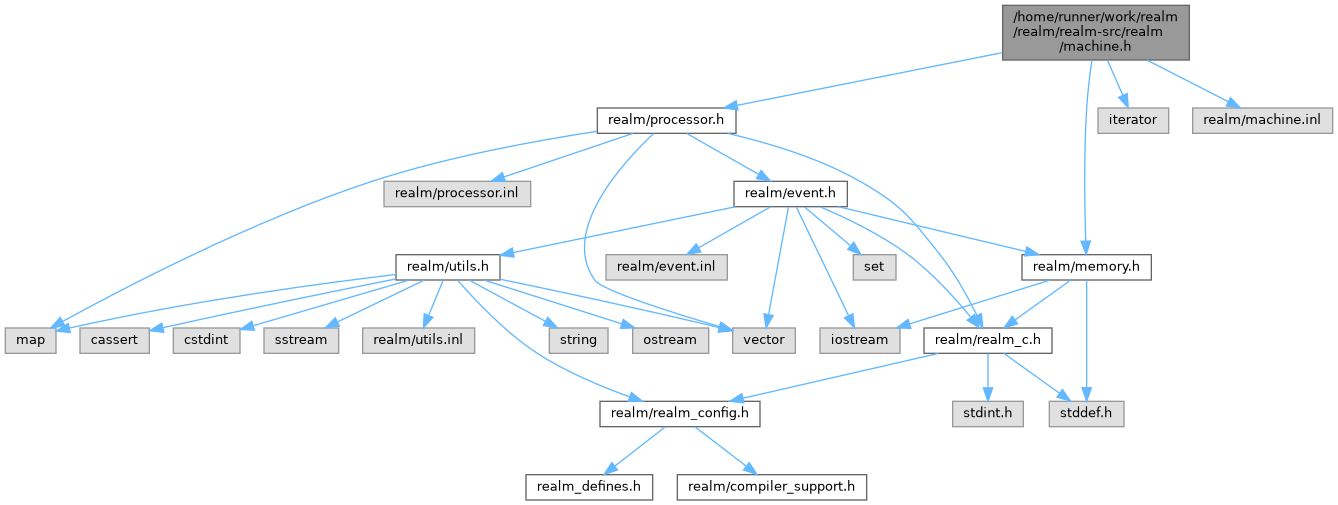 /home/runner/work/realm
/realm/realm-src/realm
/machine.h
realm/processor.h
iterator
realm/machine.inl
realm/processor.inl
realm/event.h
realm/utils.h
realm/event.inl
set
realm/memory.h
map
cassert
cstdint
sstream
realm/utils.inl
string
ostream
vector
iostream
realm/realm_c.h
realm/realm_config.h
stdint.h
stddef.h
realm_defines.h
realm/compiler_support.h